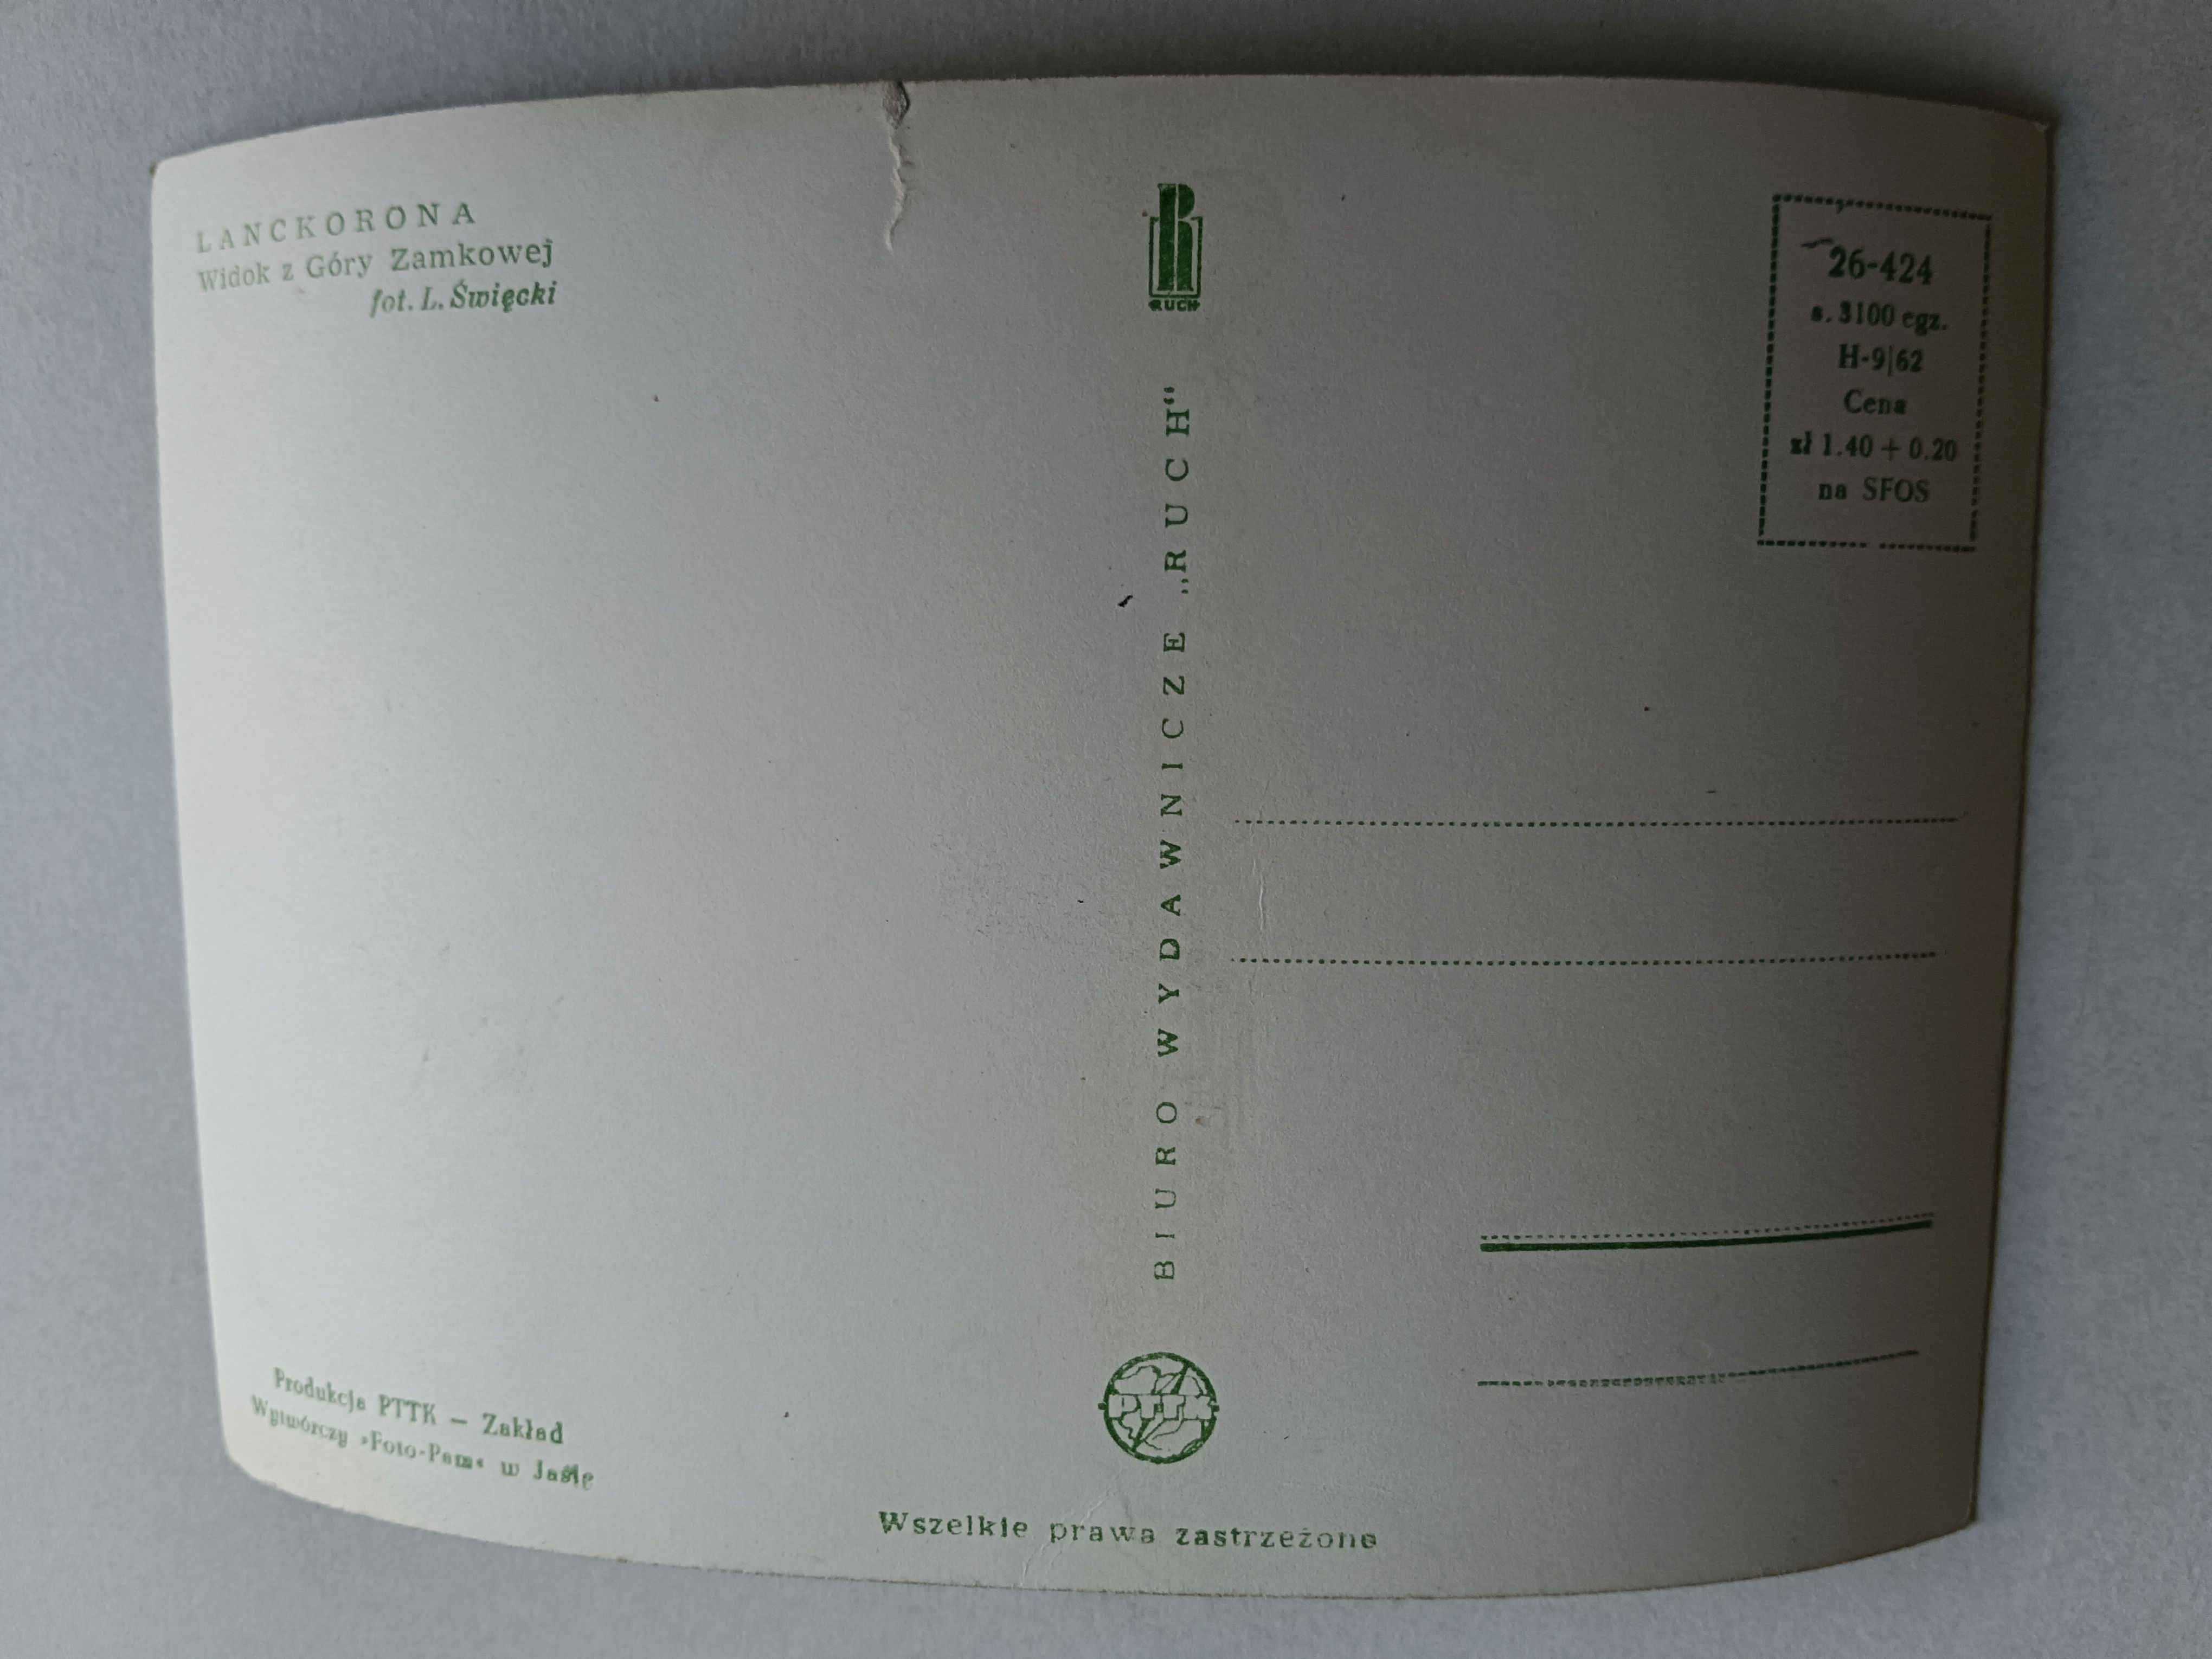 LANCKORONA
Widok z Góry Zamkowej
fot. L. Święcki
RUCH
BIURO WYDAWNICZE „RUCH“
26-424
s. 3100 egz.
H-9|62
Cena
zł 1.40 + 0.20
na SFOS
Produkcja PTTK — Zakład
Wytwórczy »Foto-Pam« w Jaśle
PTTK
Wszelkie prawa zastrzeżone